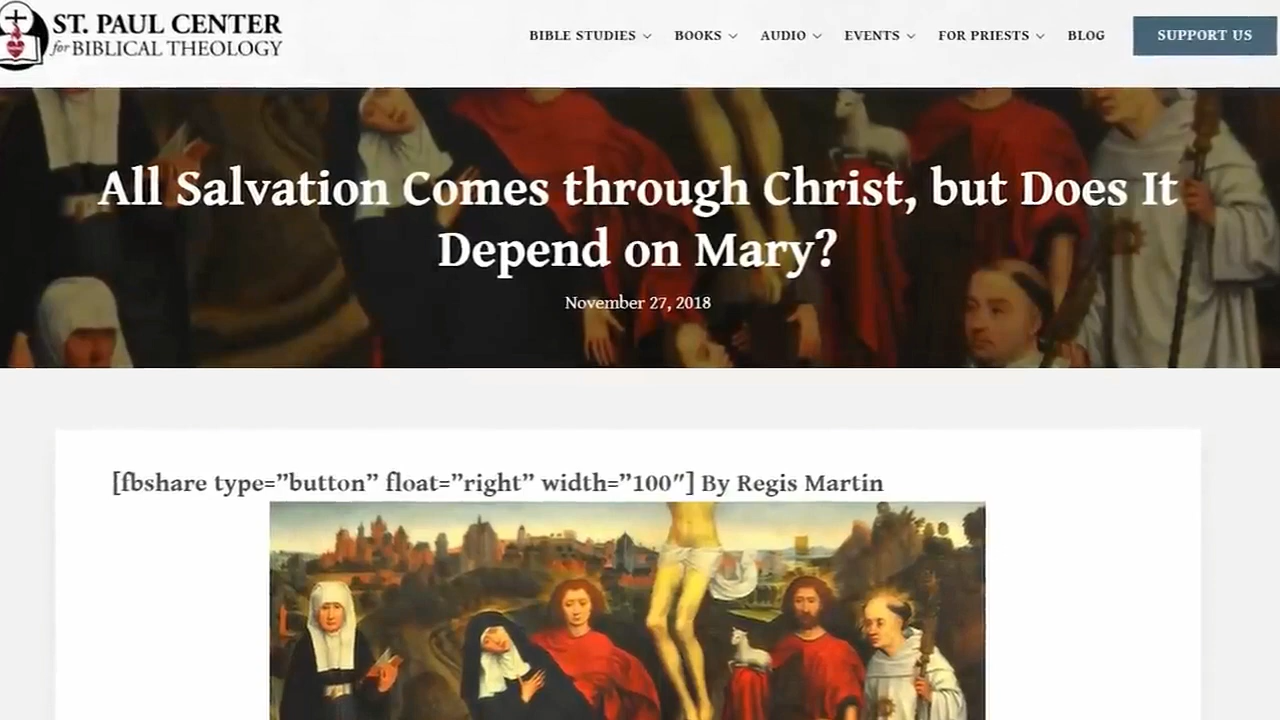 ST. PAUL CENTER
for BIBLICAL THEOLOGY
BIBLE STUDIES
BOOKS
AUDIO
EVENTS
FOR PRIESTS
BLOG
SUPPORT US
All Salvation Comes through Christ, but Does It
Depend on Mary?
November 27, 2018
[fbshare type=”button” float=”right” width=”100″] By Regis Martin